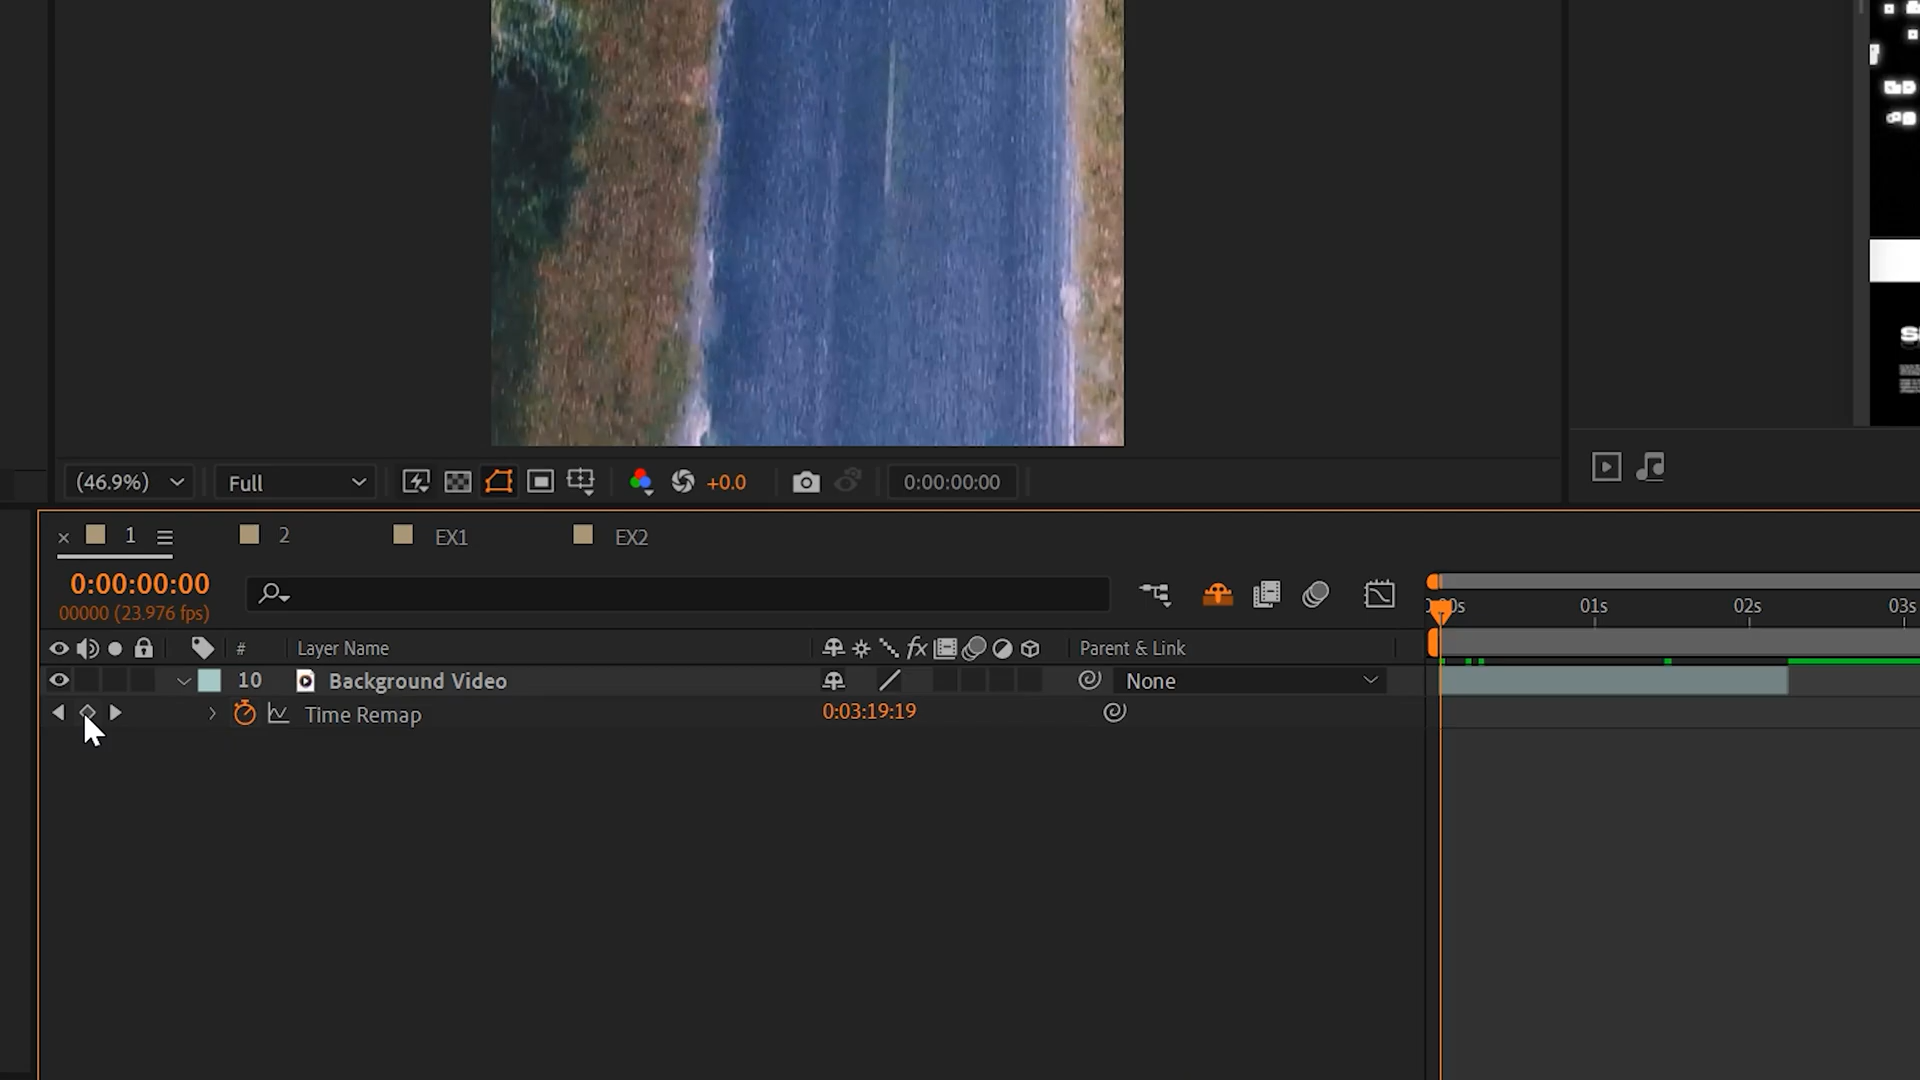 (46.9%)
Full
+0.0
0:00:00:00
1
2
EX1
EX2
0:00:00:00
00000 (23.976 fps)
01s
02s
03s
#
Layer Name
fx
Parent & Link
10
Background Video
None
Time Remap
0:03:19:19